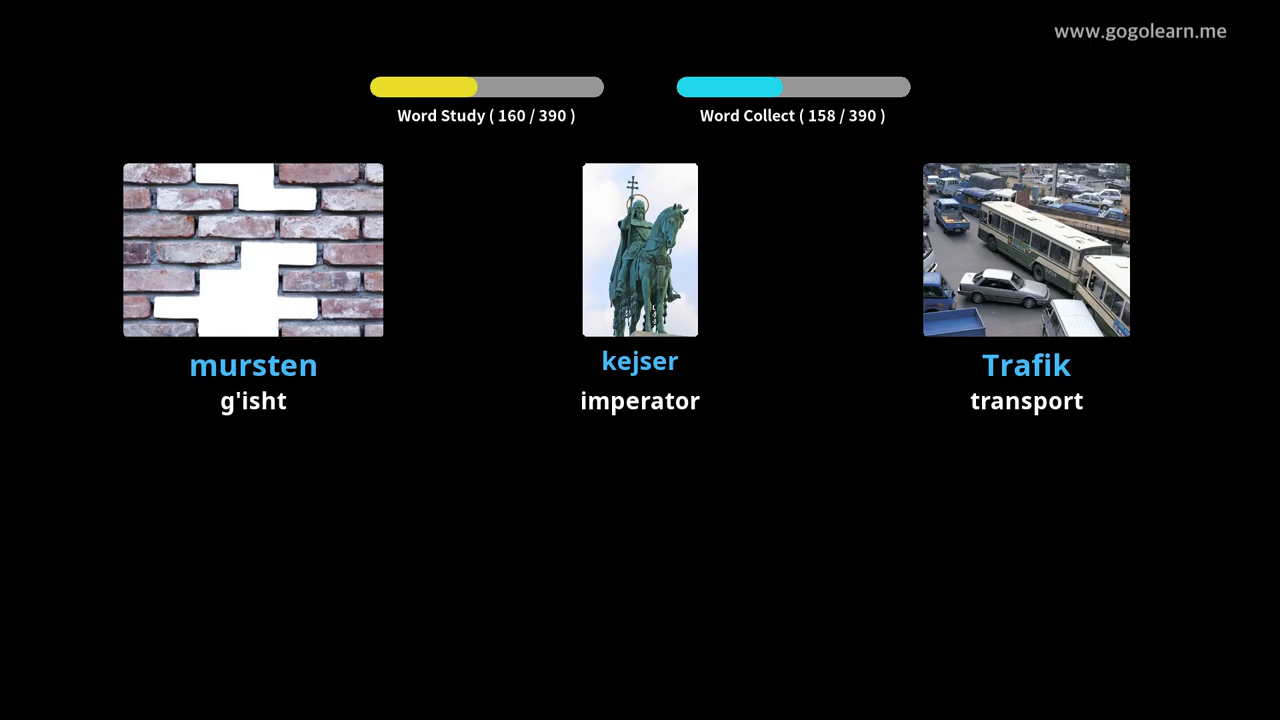 www.gogolearn.me
Word Study ( 160 / 390 )
Word Collect ( 158 / 390 )
mursten
g'isht
kejser
imperator
Trafik
transport